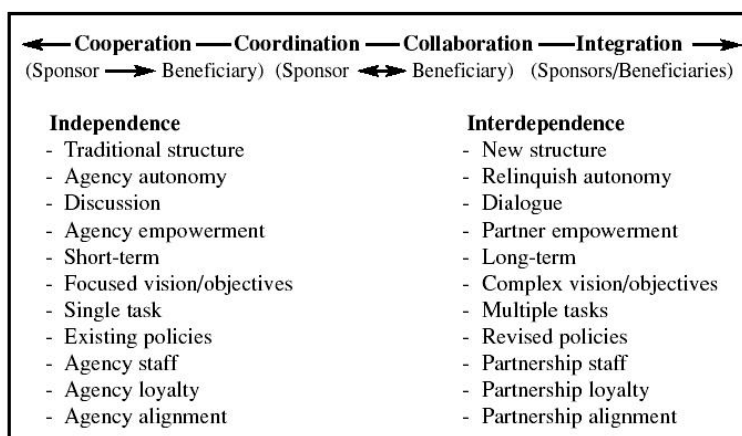 Cooperation Coordination Collaboration Integration
(Sponsor Beneficiary) (Sponsor Beneficiary) (Sponsors/Beneficiaries)
Independence
- Traditional structure
- Agency autonomy
- Discussion
- Agency empowerment
- Short-term
- Focused vision/objectives
- Single task
- Existing policies
- Agency staff
- Agency loyalty
- Agency alignment
Interdependence
- New structure
- Relinquish autonomy
- Dialogue
- Partner empowerment
- Long-term
- Complex vision/objectives
- Multiple tasks
- Revised policies
- Partnership staff
- Partnership loyalty
- Partnership alignment